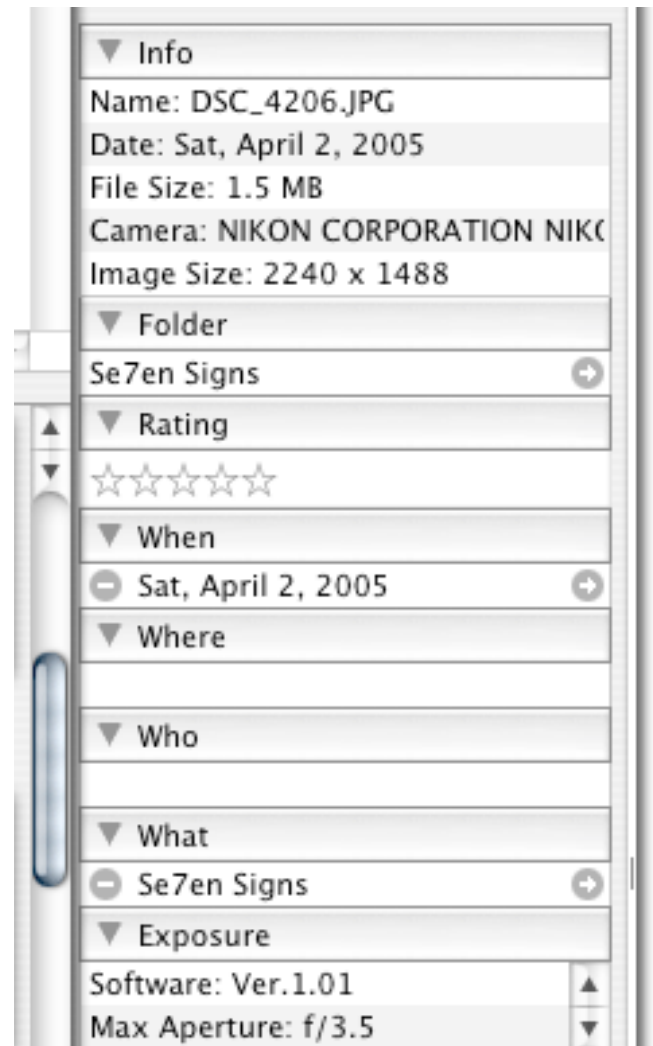 Info
Name: DSC_4206.JPG
Date: Sat, April 2, 2005
File Size: 1.5 MB
Camera: NIKON CORPORATION
Image Size: 2240 x 1488
Folder
Se7en Signs
Rating
When
Sat, April 2, 2005
Where
Who
What
Se7en Signs
Exposure
Software: Ver.1.01
Max Aperture: f/3.5